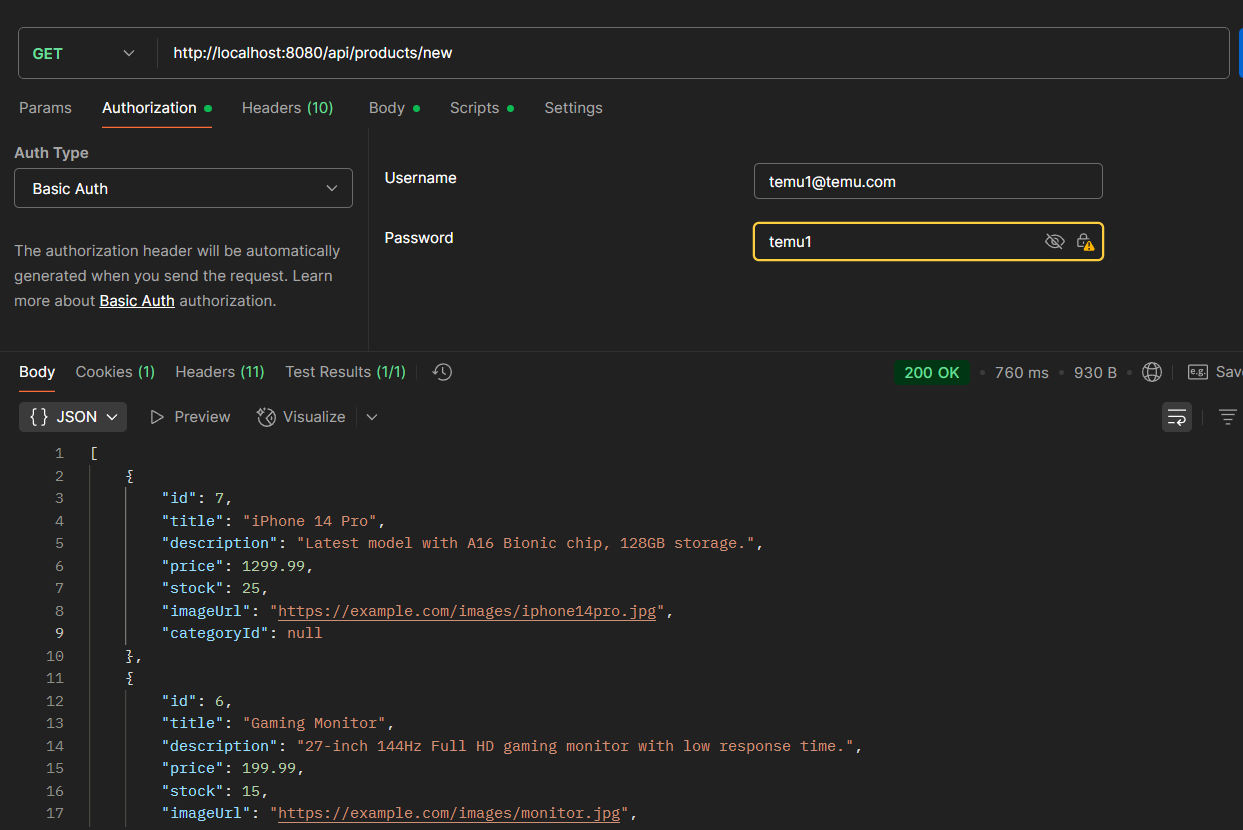 GET http://localhost:8080/api/products/new
Params Authorization Headers (10) Body Scripts Settings
Auth Type
Basic Auth
The authorization header will be automatically
generated when you send the request. Learn
more about Basic Auth authorization.
Username temu1@temu.com
Password temu1
Body Cookies (1) Headers (11) Test Results (1/1) 200 OK 760 ms 930 B e.g. Sav
{} JSON Preview Visualize
1 [
2 {
3 "id": 7,
4 "title": "iPhone 14 Pro",
5 "description": "Latest model with A16 Bionic chip, 128GB storage.",
6 "price": 1299.99,
7 "stock": 25,
8 "imageUrl": "https://example.com/images/iphone14pro.jpg",
9 "categoryId": null
10 },
11 {
12 "id": 6,
13 "title": "Gaming Monitor",
14 "description": "27-inch 144Hz Full HD gaming monitor with low response time.",
15 "price": 199.99,
16 "stock": 15,
17 "imageUrl": "https://example.com/images/monitor.jpg",